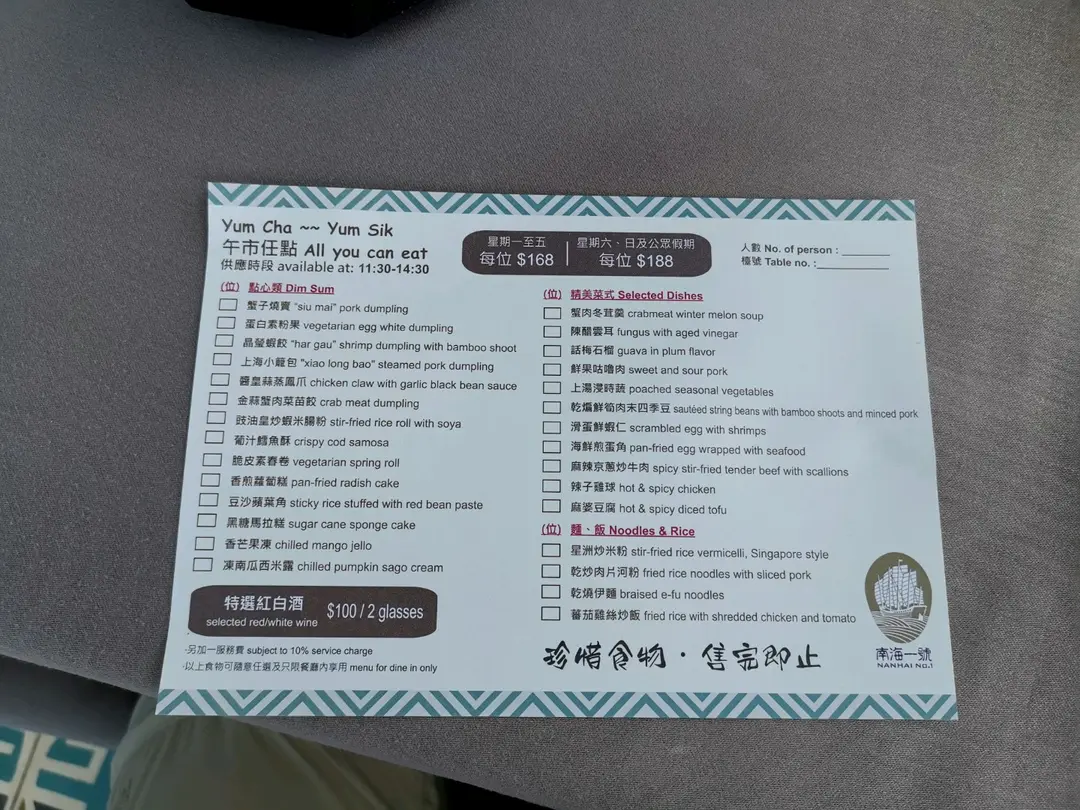 Yum Cha ~~ Yum Sik
午市任點 All you can eat
供應時段 available at: 11:30-14:30
星期一至五
每位 $168
星期六、日及公眾假期
每位 $188
人數 No. of person : ________
檯號 Table no. :____________
(位) 點心類 Dim Sum
蟹子燒賣 "siu mai" pork dumpling
蛋白素粉果 vegetarian egg white dumpling
晶瑩蝦餃 "har gau" shrimp dumpling with bamboo shoot
上海小籠包 "xiao long bao" steamed pork dumpling
醬皇蒜蒸鳳爪 chicken claw with garlic black bean sauce
金蒜蟹肉菜苗餃 crab meat dumpling
豉油皇炒蝦米腸粉 stir-fried rice roll with soya
葡汁鱈魚酥 crispy cod samosa
脆皮素春卷 vegetarian spring roll
香煎蘿蔔糕 pan-fried radish cake
豆沙蘋葉角 sticky rice stuffed with red bean paste
黑糖馬拉糕 sugar cane sponge cake
香芒果凍 chilled mango jello
凍南瓜西米露 chilled pumpkin sago cream
特選紅白酒
selected red/white wine
$100 / 2 glasses
·另加一服務費 subject to 10% service charge
·以上食物可隨意任選及只限餐廳內享用 menu for dine in only
(位) 精美菜式 Selected Dishes
蟹肉冬茸羹 crabmeat winter melon soup
陳醋雲耳 fungus with aged vinegar
話梅石榴 guava in plum flavor
鮮果咕嚕肉 sweet and sour pork
上湯浸時蔬 poached seasonal vegetables
乾煸鮮筍肉末四季豆 sautéed string beans with bamboo shoots and minced pork
滑蛋鮮蝦仁 scrambled egg with shrimps
海鮮煎蛋角 pan-fried egg wrapped with seafood
麻辣京蔥炒牛肉 spicy stir-fried tender beef with scallions
辣子雞球 hot & spicy chicken
麻婆豆腐 hot & spicy diced tofu
(位) 麵、飯 Noodles & Rice
星洲炒米粉 stir-fried rice vermicelli, Singapore style
乾炒肉片河粉 fried rice noodles with sliced pork
乾燒伊麵 braised e-fu noodles
蕃茄雞絲炒飯 fried rice with shredded chicken and tomato
珍惜食物·售完即止
南海一號
NANHAI No.1